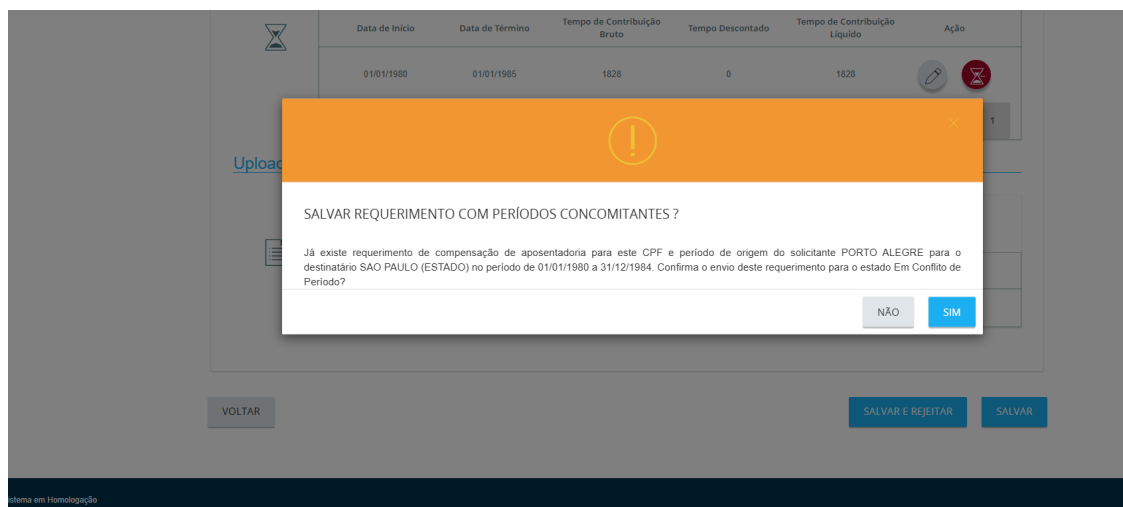 Data de Início Data de Término Tempo de Contribuição Bruto Tempo Descontado Tempo de Contribuição Líquido Ação
01/01/1980 01/01/1985 1828 0 1828
1
Upload
SALVAR REQUERIMENTO COM PERÍODOS CONCOMITANTES ?
Já existe requerimento de compensação de aposentadoria para este CPF e período de origem do solicitante PORTO ALEGRE para o
destinatário SAO PAULO (ESTADO) no período de 01/01/1980 a 31/12/1984. Confirma o envio deste requerimento para o estado Em Conflito de
Período?
NÃO SIM
VOLTAR SALVAR E REJEITAR SALVAR
istema em Homologação